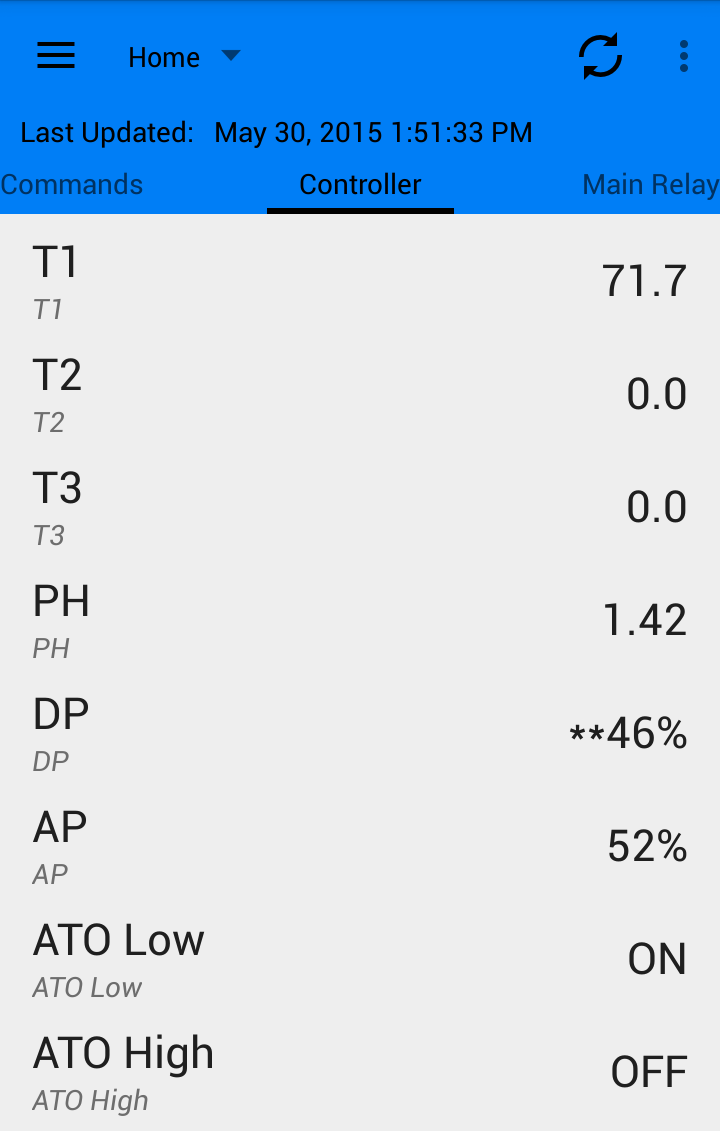 Home
Last Updated: May 30, 2015 1:51:33 PM
Commands Controller Main Relay
T1
T1
71.7
T2
T2
0.0
T3
T3
0.0
PH
PH
1.42
DP
DP
**46%
AP
AP
52%
ATO Low
ATO Low
ON
ATO High
ATO High
OFF